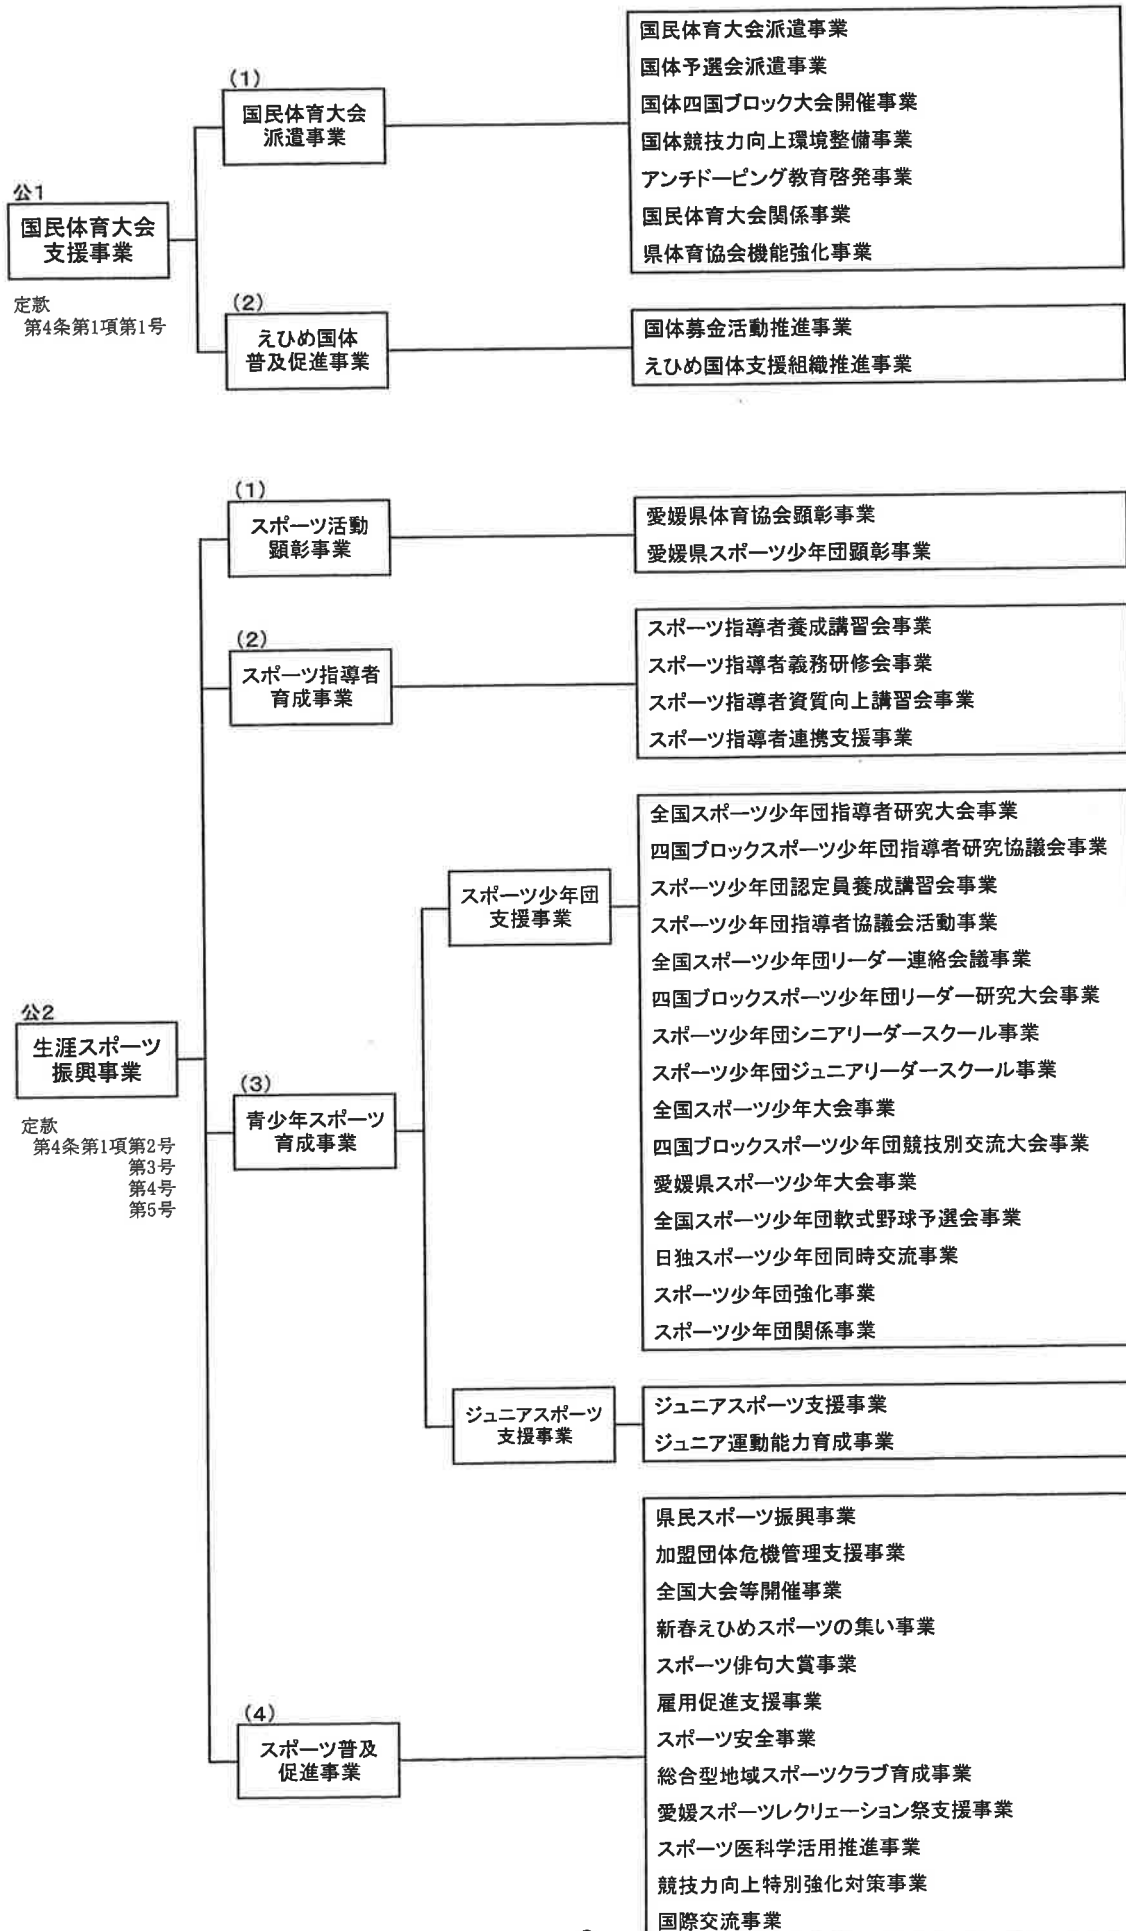 公1
国民体育大会
支援事業
定款
第4条第1項第1号
(1)
国民体育大会
派遣事業
国民体育大会派遣事業
国体予選会派遣事業
国体四国ブロック大会開催事業
国体競技力向上環境整備事業
アンチドーピング教育啓発事業
国民体育大会関係事業
県体育協会機能強化事業
(2)
えひめ国体
普及促進事業
国体募金活動推進事業
えひめ国体支援組織推進事業
公2
生涯スポーツ
振興事業
定款
第4条第1項第2号
第3号
第4号
第5号
(1)
スポーツ活動
顕彰事業
愛媛県体育協会顕彰事業
愛媛県スポーツ少年団顕彰事業
(2)
スポーツ指導者
育成事業
スポーツ指導者養成講習会事業
スポーツ指導者義務研修会事業
スポーツ指導者資質向上講習会事業
スポーツ指導者連携支援事業
(3)
青少年スポーツ
育成事業
スポーツ少年団
支援事業
全国スポーツ少年団指導者研究大会事業
四国ブロックスポーツ少年団指導者研究協議会事業
スポーツ少年団認定員養成講習会事業
スポーツ少年団指導者協議会活動事業
全国スポーツ少年団リーダー連絡会議事業
四国ブロックスポーツ少年団リーダー研究大会事業
スポーツ少年団シニアリーダースクール事業
スポーツ少年団ジュニアリーダースクール事業
全国スポーツ少年大会事業
四国ブロックスポーツ少年団競技別交流大会事業
愛媛県スポーツ少年大会事業
全国スポーツ少年団軟式野球予選会事業
日独スポーツ少年団同時交流事業
スポーツ少年団強化事業
スポーツ少年団関係事業
ジュニアスポーツ
支援事業
ジュニアスポーツ支援事業
ジュニア運動能力育成事業
(4)
スポーツ普及
促進事業
県民スポーツ振興事業
加盟団体危機管理支援事業
全国大会等開催事業
新春えひめスポーツの集い事業
スポーツ俳句大賞事業
雇用促進支援事業
スポーツ安全事業
総合型地域スポーツクラブ育成事業
愛媛スポーツレクリェーション祭支援事業
スポーツ医科学活用推進事業
競技力向上特別強化対策事業
国際交流事業